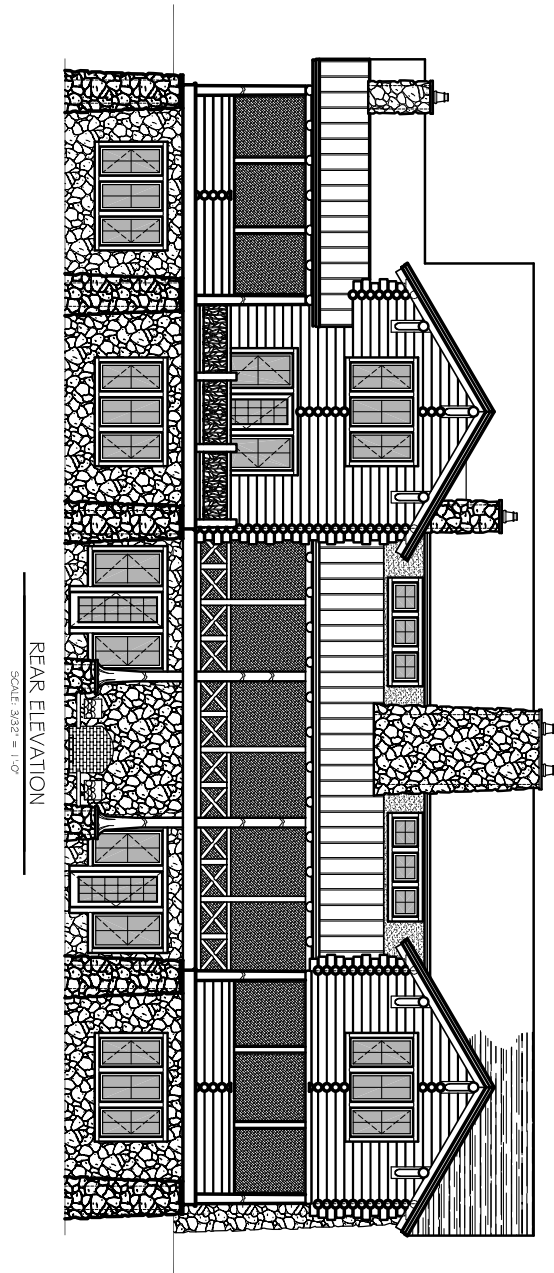 REAR ELEVATION
SCALE: 3/32" = 1'-0"